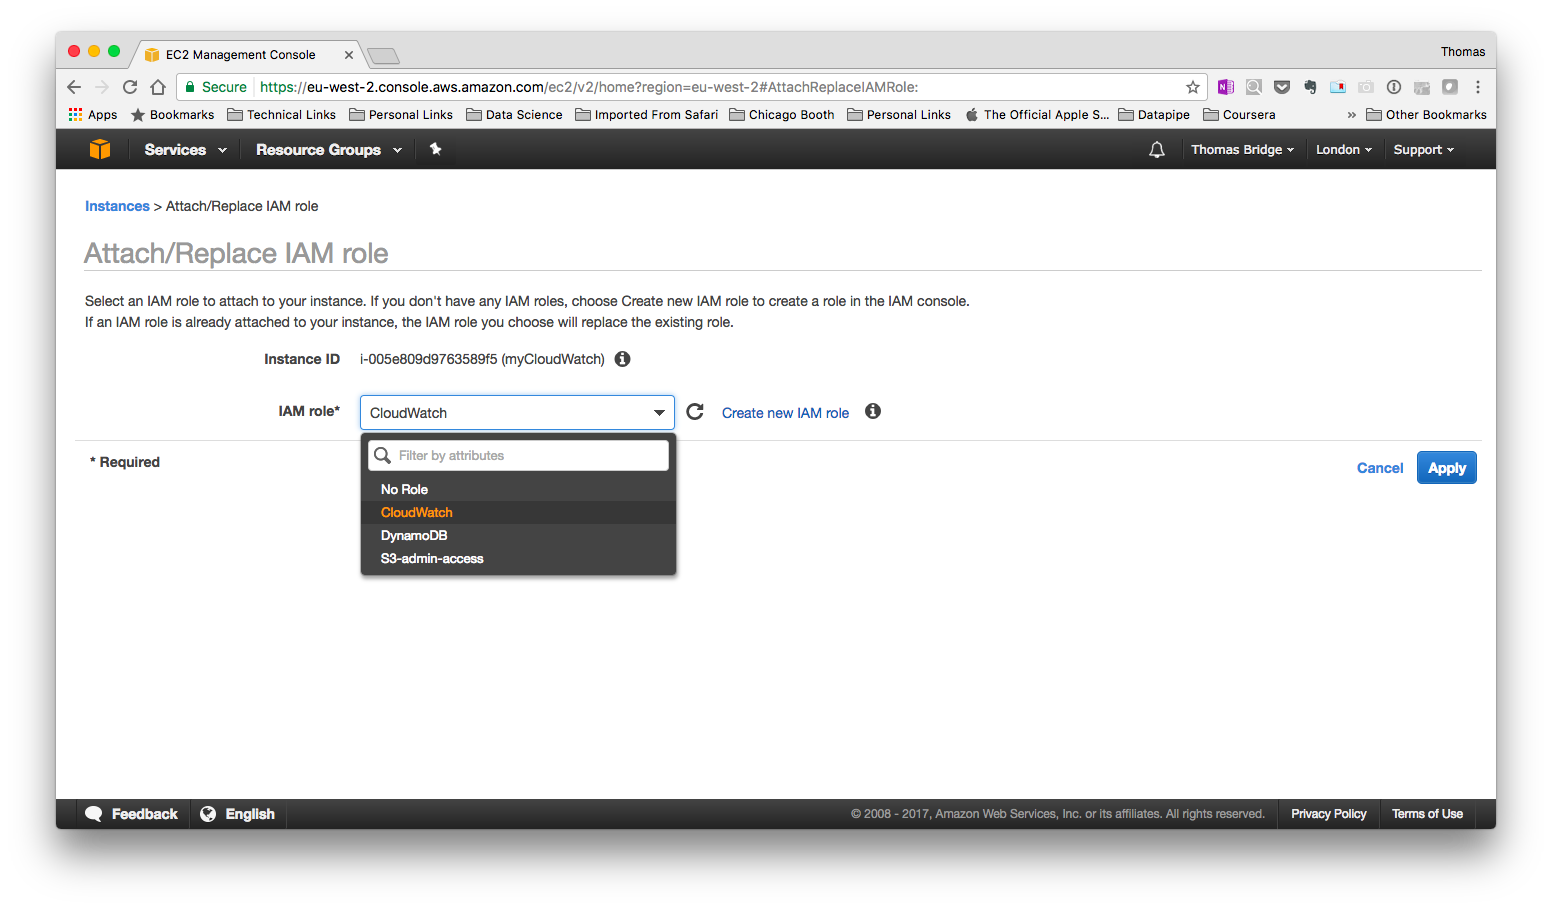 EC2 Management Console
Thomas
Secure https://eu-west-2.console.aws.amazon.com/ec2/v2/home?region=eu-west-2#AttachReplaceIAMRole:
Apps Bookmarks Technical Links Personal Links Data Science Imported From Safari Chicago Booth Personal Links The Official Apple S... Datapipe Coursera » Other Bookmarks
Services Resource Groups Thomas Bridge London Support
Instances > Attach/Replace IAM role
Attach/Replace IAM role
Select an IAM role to attach to your instance. If you don't have any IAM roles, choose Create new IAM role to create a role in the IAM console.
If an IAM role is already attached to your instance, the IAM role you choose will replace the existing role.
Instance ID i-005e809d9763589f5 (myCloudWatch)
IAM role* CloudWatch Create new IAM role
Filter by attributes
* Required
Cancel Apply
No Role
CloudWatch
DynamoDB
S3-admin-access
Feedback English © 2008 - 2017, Amazon Web Services, Inc. or its affiliates. All rights reserved. Privacy Policy Terms of Use